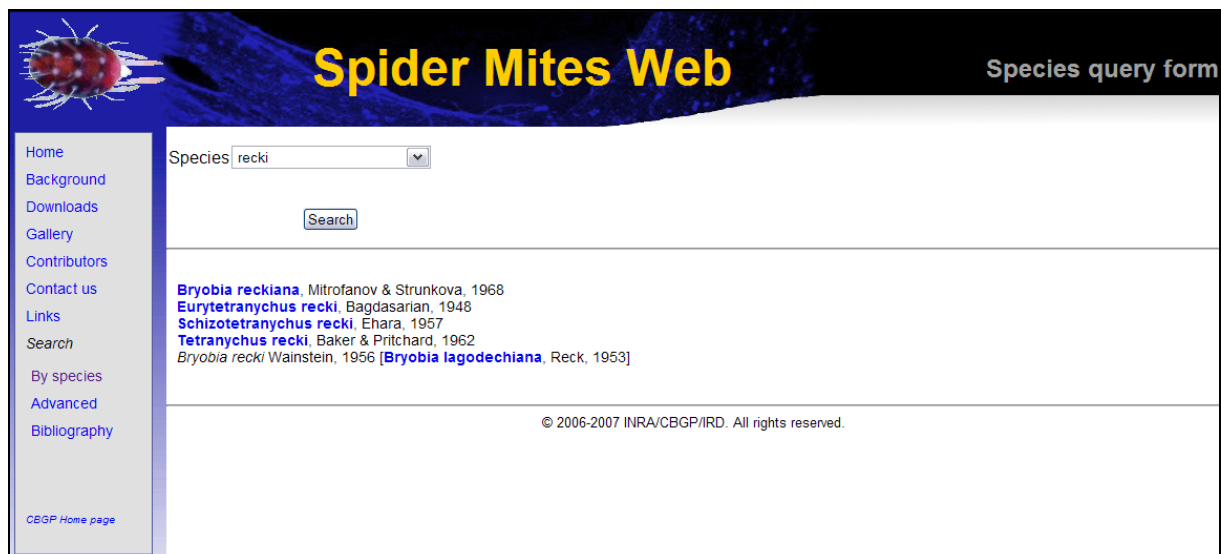 Spider Mites Web
Species query form
Home
Background
Downloads
Gallery
Contributors
Contact us
Links
Search
By species
Advanced
Bibliography
CBGP Home page
Species recki
Search
Bryobia reckiana, Mitrofanov & Strunkova, 1968
Eurytetranychus recki, Bagdasarian, 1948
Schizotetranychus recki, Ehara, 1957
Tetranychus recki, Baker & Pritchard, 1962
Bryobia recki Wainstein, 1956 [Bryobia lagodechiana, Reck, 1953]
© 2006-2007 INRA/CBGP/IRD. All rights reserved.